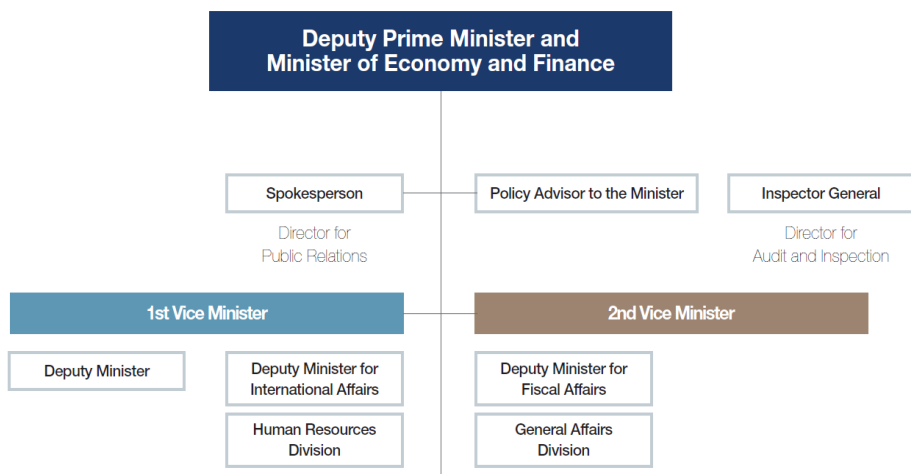 Deputy Prime Minister and
Minister of Economy and Finance
Spokesperson
Policy Advisor to the Minister
Inspector General
Director for
Public Relations
Director for
Audit and Inspection
1st Vice Minister
2nd Vice Minister
Deputy Minister
Deputy Minister for
International Affairs
Deputy Minister for
Fiscal Affairs
Human Resources
Division
General Affairs
Division